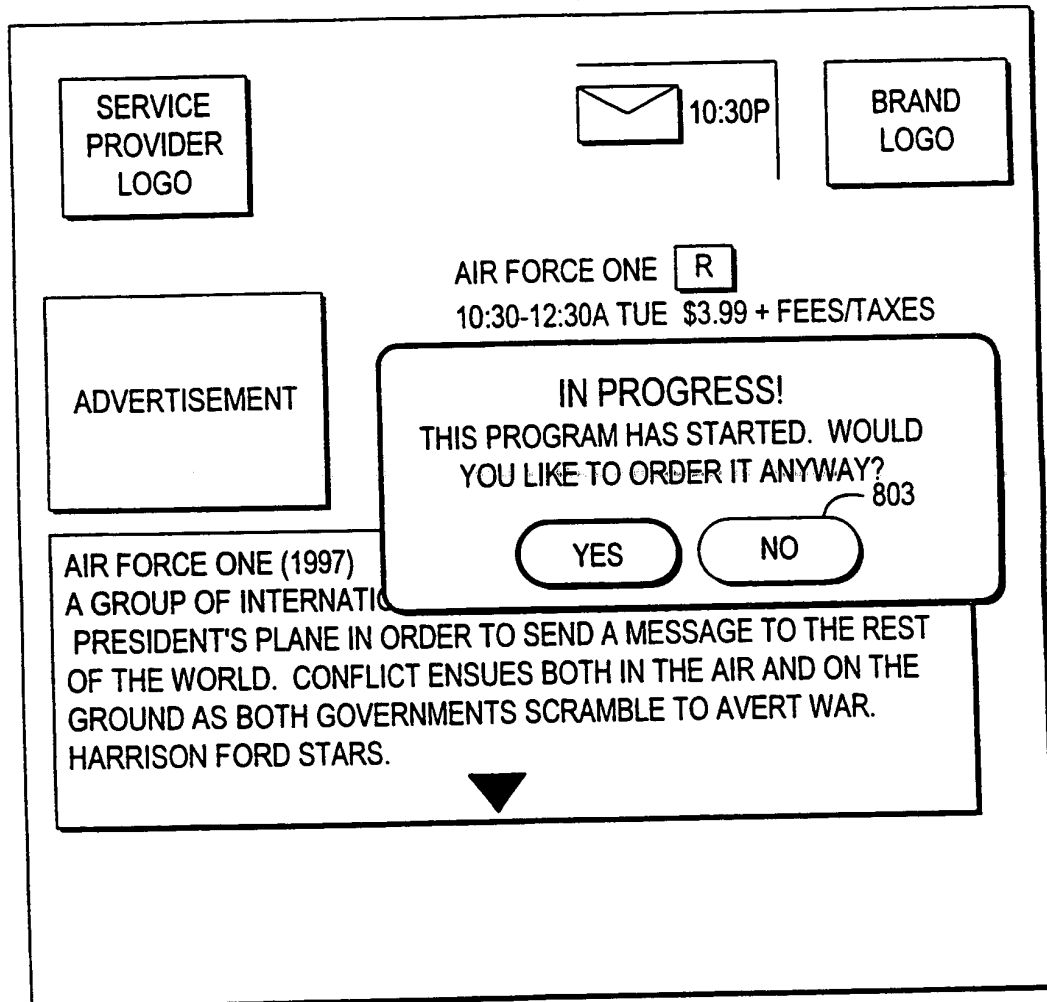 SERVICE
PROVIDER
LOGO
10:30P
BRAND
LOGO
AIR FORCE ONE R
10:30-12:30A TUE $3.99 + FEES/TAXES
ADVERTISEMENT
IN PROGRESS!
THIS PROGRAM HAS STARTED. WOULD
YOU LIKE TO ORDER IT ANYWAY?
803
YES NO
AIR FORCE ONE (1997)
A GROUP OF
PRESIDENT'S PLANE IN ORDER TO SEND A MESSAGE TO THE REST
OF THE WORLD. CONFLICT ENSUES BOTH IN THE AIR AND ON THE
GROUND AS BOTH GOVERNMENTS SCRAMBLE TO AVERT WAR.
HARRISON FORD STARS.